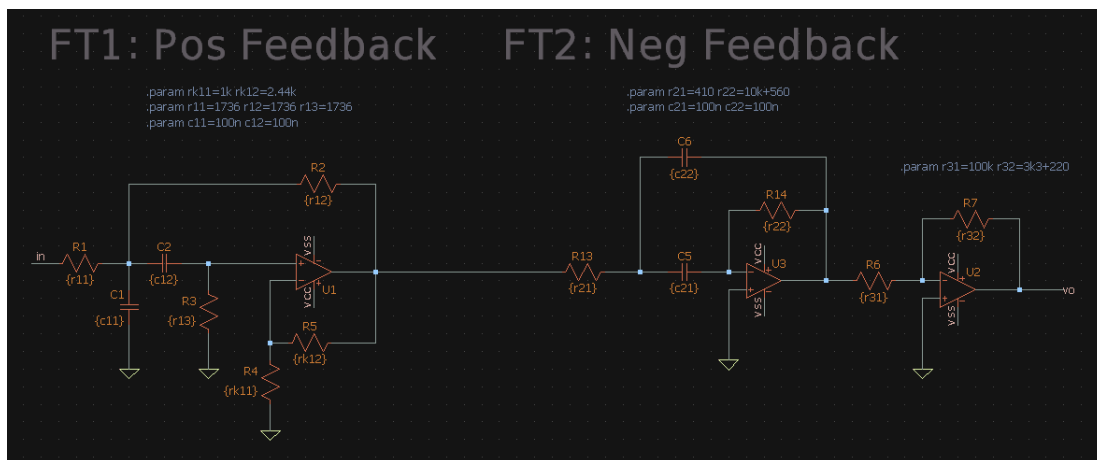 FT1: Pos Feedback
FT2: Neg Feedback
.param rk11=1k rk12=2.44k
.param r11=1736 r12=1736 r13=1736
.param c11=100n c12=100n
.param r21=410 r22=10k+560
.param c21=100n c22=100n
.param r31=100k r32=3k3+220
R2
{r12}
C6
{c22}
R14
{r22}
R7
{r32}
in
R1
{r11}
C2
{c12}
C1
{c11}
R3
{r13}
VSS
VCC
U1
R5
{rk12}
R4
{rk11}
R13
{r21}
C5
{c21}
VCC
VSS
U3
R6
{r31}
VCC
VSS
U2
vo